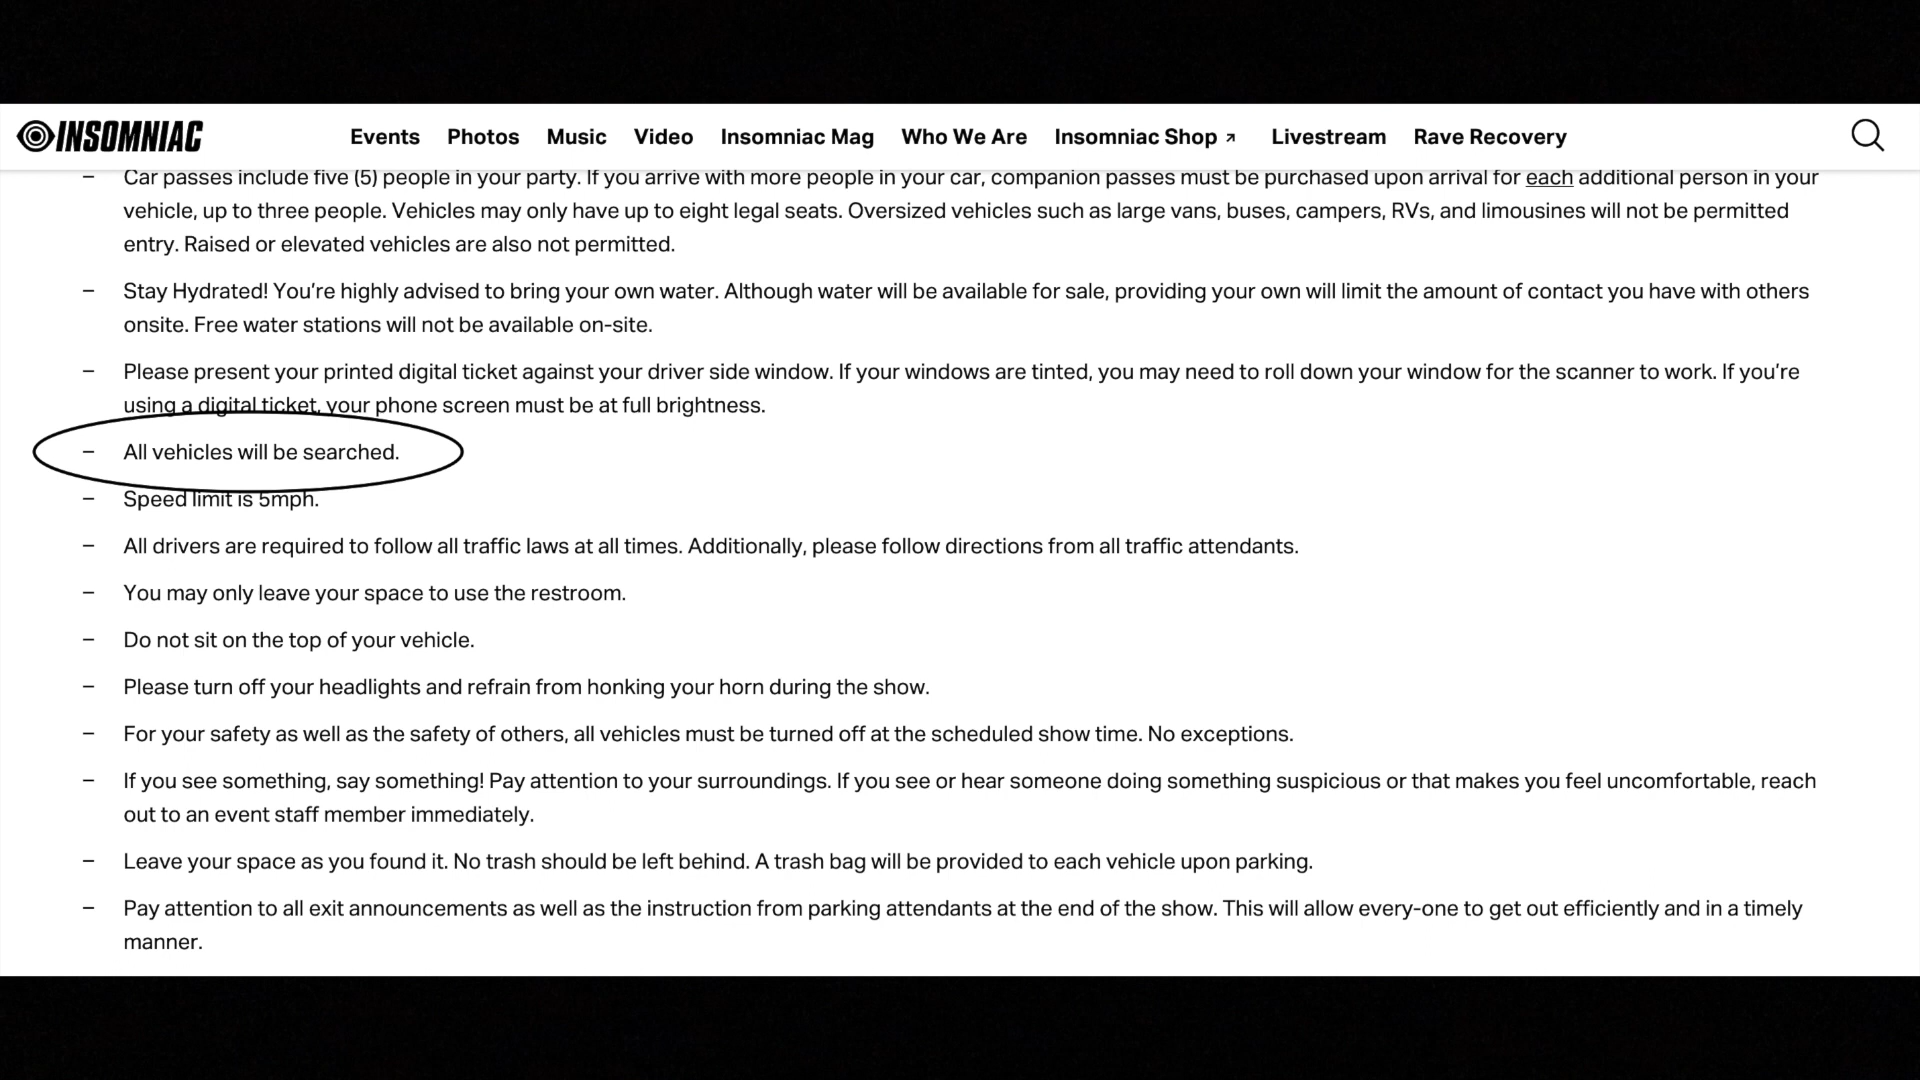 INSOMNIAC Events Photos Music Video Insomniac Mag Who We Are Insomniac Shop ↗ Livestream Rave Recovery
– Car passes include five (5) people in your party. If you arrive with more people in your car, companion passes must be purchased upon arrival for each additional person in your
vehicle, up to three people. Vehicles may only have up to eight legal seats. Oversized vehicles such as large vans, buses, campers, RVs, and limousines will not be permitted
entry. Raised or elevated vehicles are also not permitted.
– Stay Hydrated! You’re highly advised to bring your own water. Although water will be available for sale, providing your own will limit the amount of contact you have with others
onsite. Free water stations will not be available on-site.
– Please present your printed digital ticket against your driver side window. If your windows are tinted, you may need to roll down your window for the scanner to work. If you’re
using a digital ticket, your phone screen must be at full brightness.
– All vehicles will be searched.
– Speed limit is 5mph.
– All drivers are required to follow all traffic laws at all times. Additionally, please follow directions from all traffic attendants.
– You may only leave your space to use the restroom.
– Do not sit on the top of your vehicle.
– Please turn off your headlights and refrain from honking your horn during the show.
– For your safety as well as the safety of others, all vehicles must be turned off at the scheduled show time. No exceptions.
– If you see something, say something! Pay attention to your surroundings. If you see or hear someone doing something suspicious or that makes you feel uncomfortable, reach
out to an event staff member immediately.
– Leave your space as you found it. No trash should be left behind. A trash bag will be provided to each vehicle upon parking.
– Pay attention to all exit announcements as well as the instruction from parking attendants at the end of the show. This will allow every-one to get out efficiently and in a timely
manner.